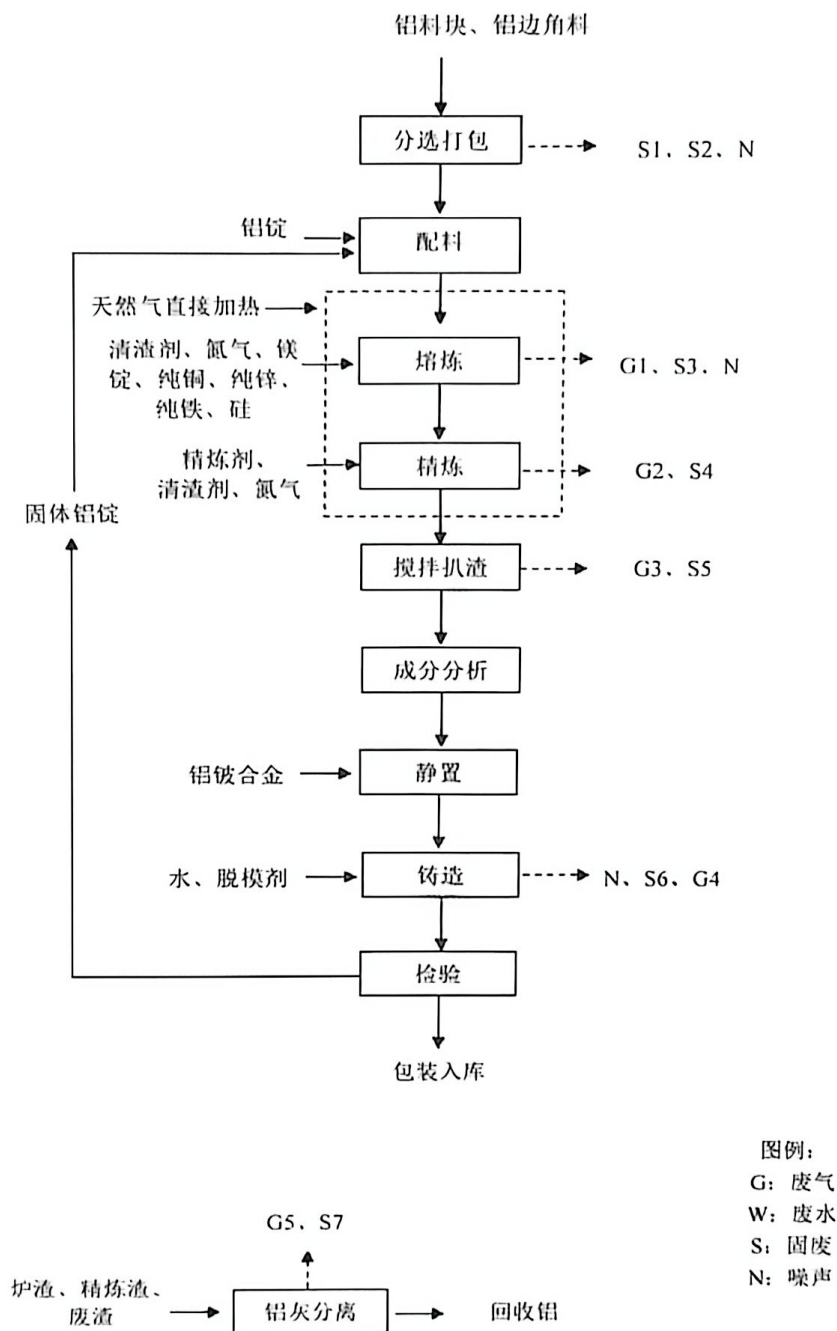 铝料块、铝边角料
分选打包
S1、S2、N
铝锭
配料
天然气直接加热
清渣剂、氮气、镁
锭、纯铜、纯锌、
纯铁、硅
熔炼
G1、S3、N
精炼剂、
清渣剂、氮气
精炼
G2、S4
固体铝锭
搅拌扒渣
G3、S5
成分分析
铝铍合金
静置
水、脱模剂
铸造
N、S6、G4
检验
包装入库
图例：
G：废气
W：废水
S：固废
N：噪声
G5、S7
炉渣、精炼渣、
废渣
铝灰分离
回收铝